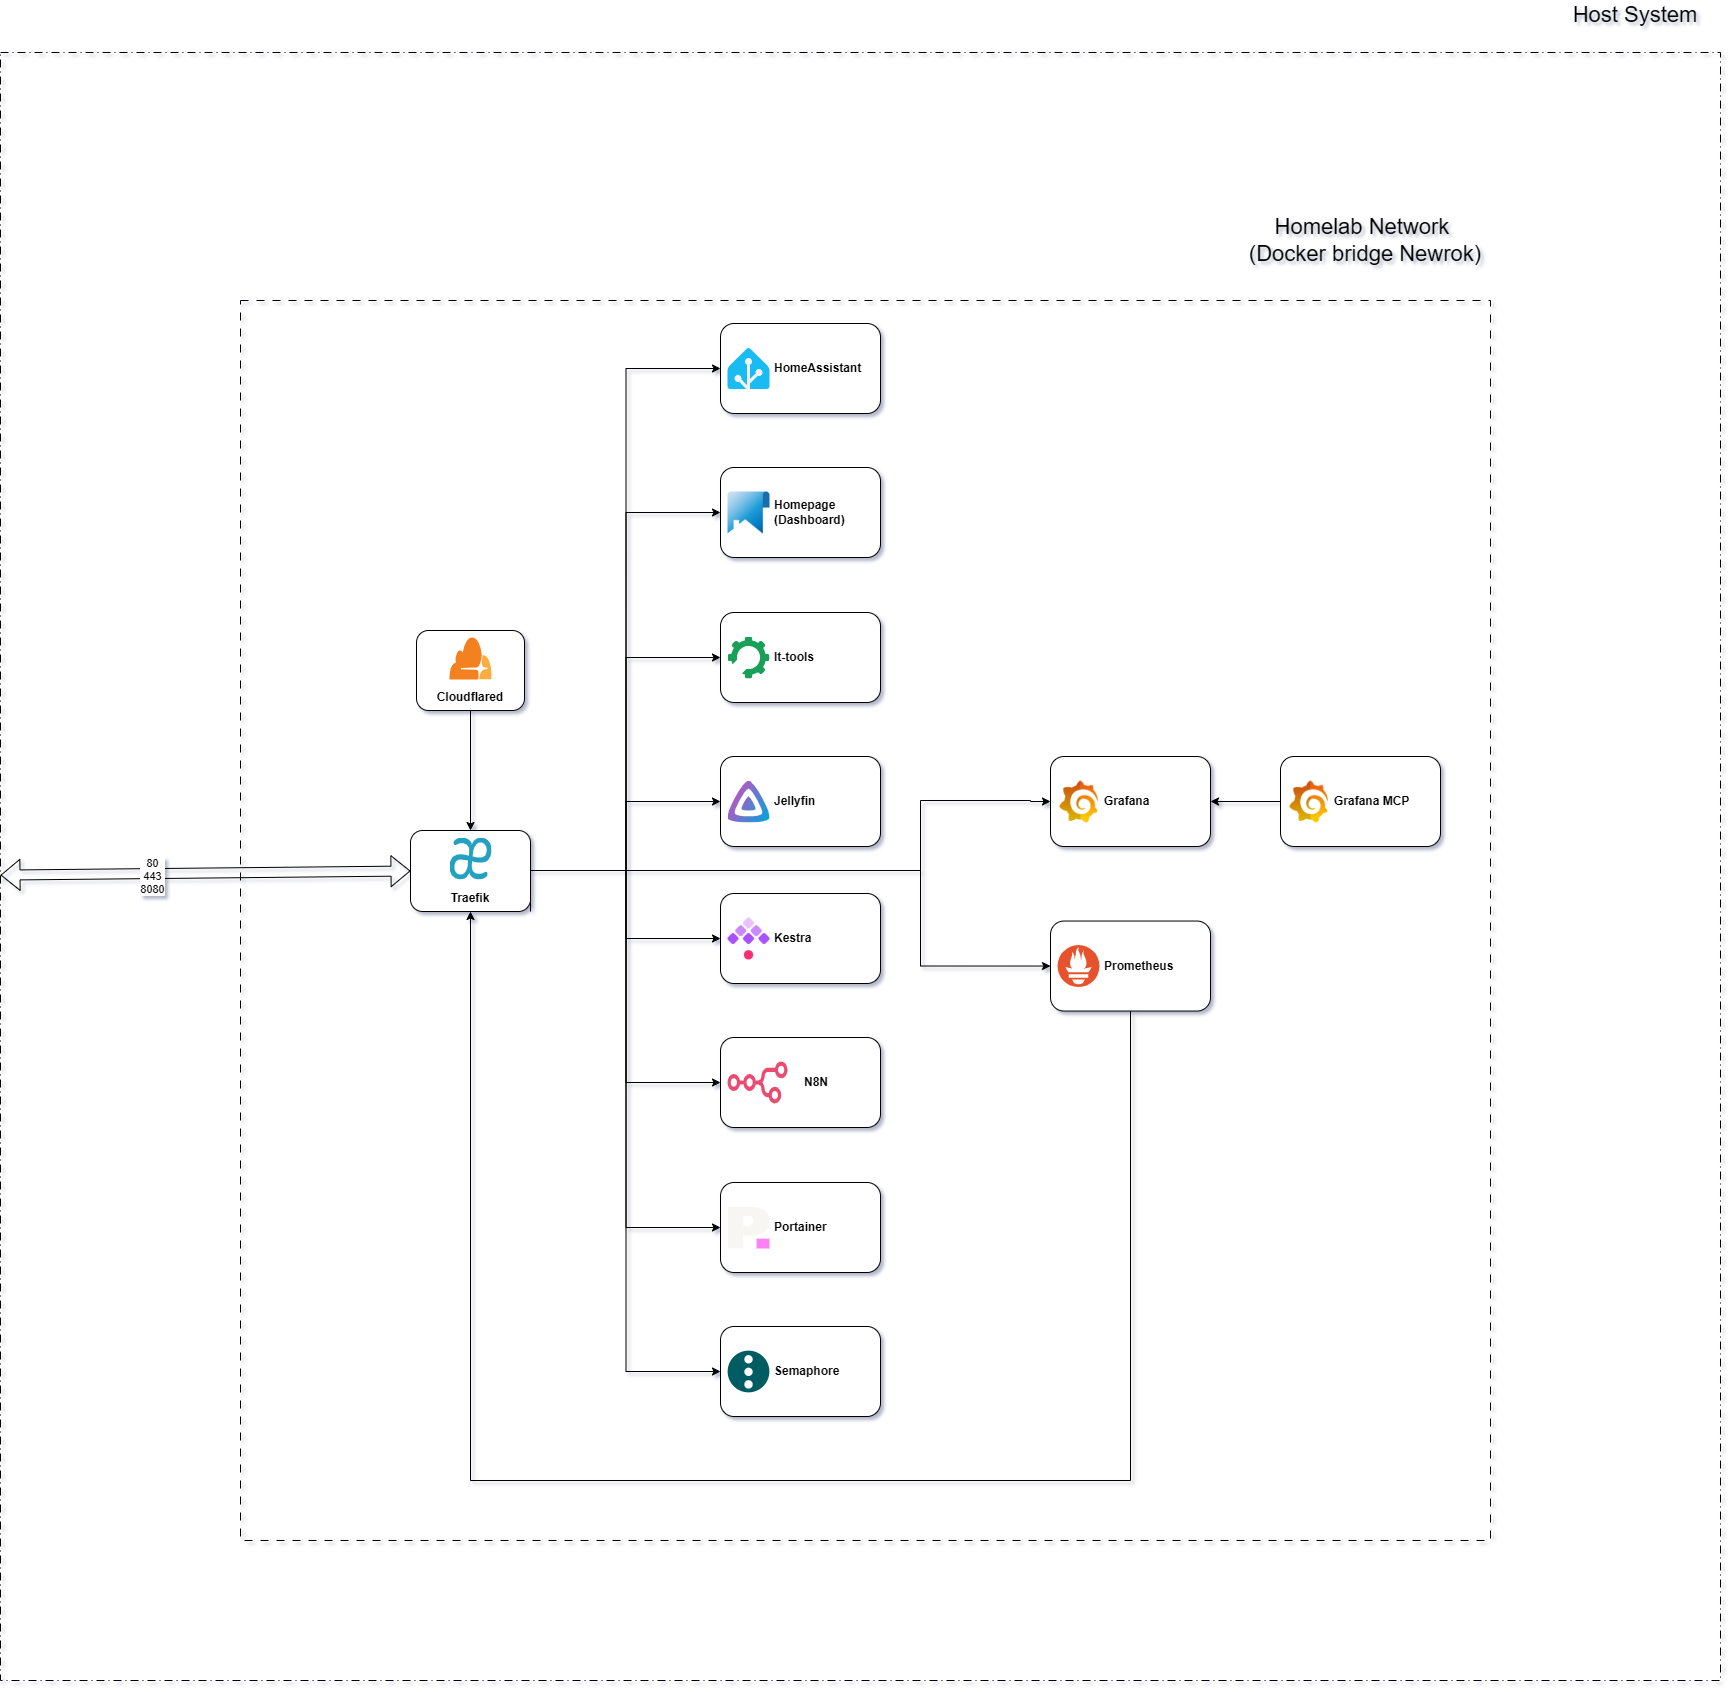 Host System
Homelab Network
(Docker bridge Newrok)
HomeAssistant
Homepage
(Dashboard)
It-tools
Cloudflared
Jellyfin
Grafana
Grafana MCP
80
443
8080
Traefik
Kestra
Prometheus
N8N
Portainer
Semaphore